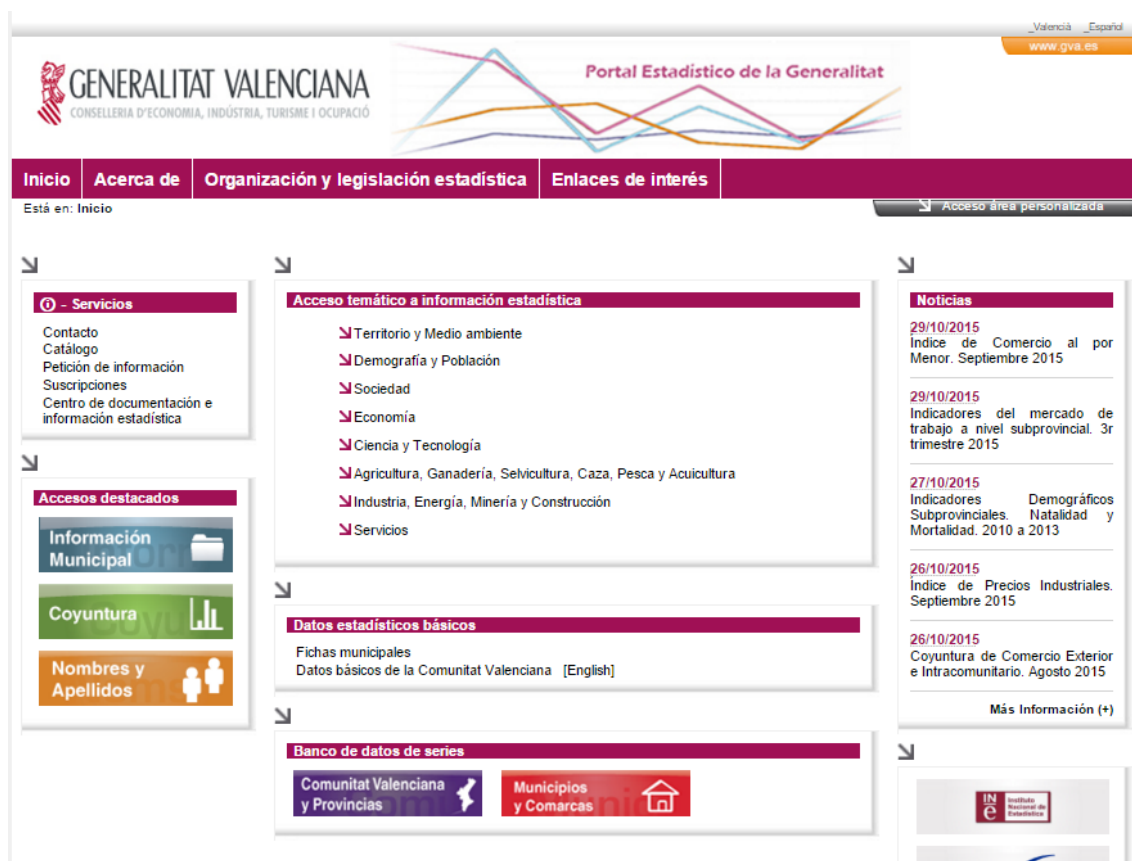 _Valencià _Español
www.gva.es
GENERALITAT VALENCIANA
CONSELLERIA D'ECONOMIA, INDÚSTRIA, TURISME I OCUPACIÓ
Portal Estadístico de la Generalitat
Inicio Acerca de Organización y legislación estadística Enlaces de interés
Está en: Inicio
Acceso área personalizada
- Servicios
Contacto
Catálogo
Petición de información
Suscripciones
Centro de documentación e
información estadística
Accesos destacados
Información
Municipal
Coyuntura
Nombres y
Apellidos
Acceso temático a información estadística
Territorio y Medio ambiente
Demografía y Población
Sociedad
Economía
Ciencia y Tecnología
Agricultura, Ganadería, Selvicultura, Caza, Pesca y Acuicultura
Industria, Energía, Minería y Construcción
Servicios
Datos estadísticos básicos
Fichas municipales
Datos básicos de la Comunitat Valenciana [English]
Banco de datos de series
Comunitat Valenciana
y Provincias
Municipios
y Comarcas
Noticias
29/10/2015
Índice de Comercio al por
Menor. Septiembre 2015
29/10/2015
Indicadores del mercado de
trabajo a nivel subprovincial. 3r
trimestre 2015
27/10/2015
Indicadores Demográficos
Subprovinciales. Natalidad y
Mortalidad. 2010 a 2013
26/10/2015
Índice de Precios Industriales.
Septiembre 2015
26/10/2015
Coyuntura de Comercio Exterior
e Intracomunitario. Agosto 2015
Más Información (+)
INE
Instituto
Nacional de
Estadística